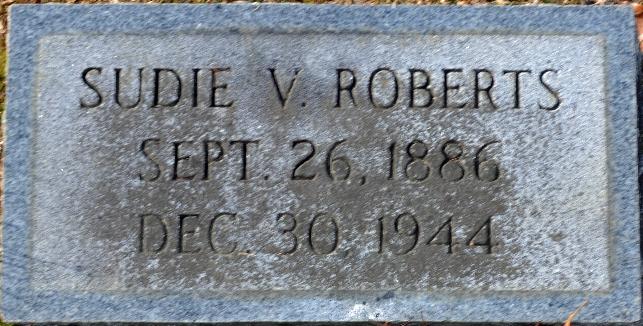 SUDIE V. ROBERTS
SEPT. 26, 1886
DEC. 30, 1944